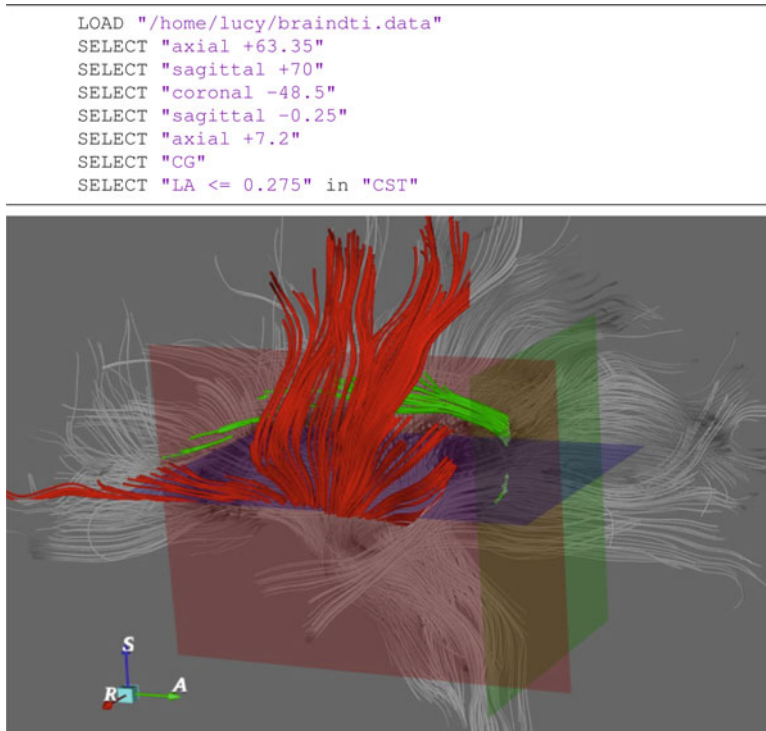 LOAD "/home/lucy/braindti.data"
SELECT "axial +63.35"
SELECT "sagittal +70"
SELECT "coronal -48.5"
SELECT "sagittal -0.25"
SELECT "axial +7.2"
SELECT "CG"
SELECT "LA <= 0.275" in "CST"
S
R
A